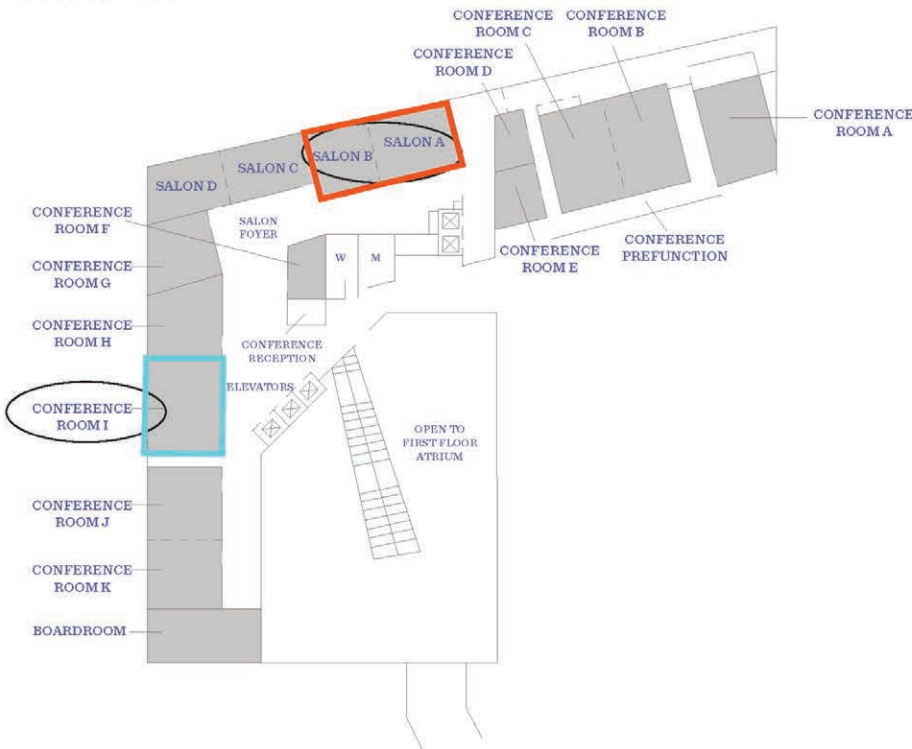 CONFERENCE
ROOM C
CONFERENCE
ROOM B
CONFERENCE
ROOM D
CONFERENCE
ROOM A
SALON A
SALON B
SALON C
SALON D
CONFERENCE
ROOM F
SALON
FOYER
W
M
CONFERENCE
ROOM E
CONFERENCE
PREFUNCTION
CONFERENCE
ROOM G
CONFERENCE
ROOM H
CONFERENCE
RECEPTION
ELEVATORS
CONFERENCE
ROOM I
OPEN TO
FIRST FLOOR
ATRIUM
CONFERENCE
ROOM J
CONFERENCE
ROOM K
BOARDROOM